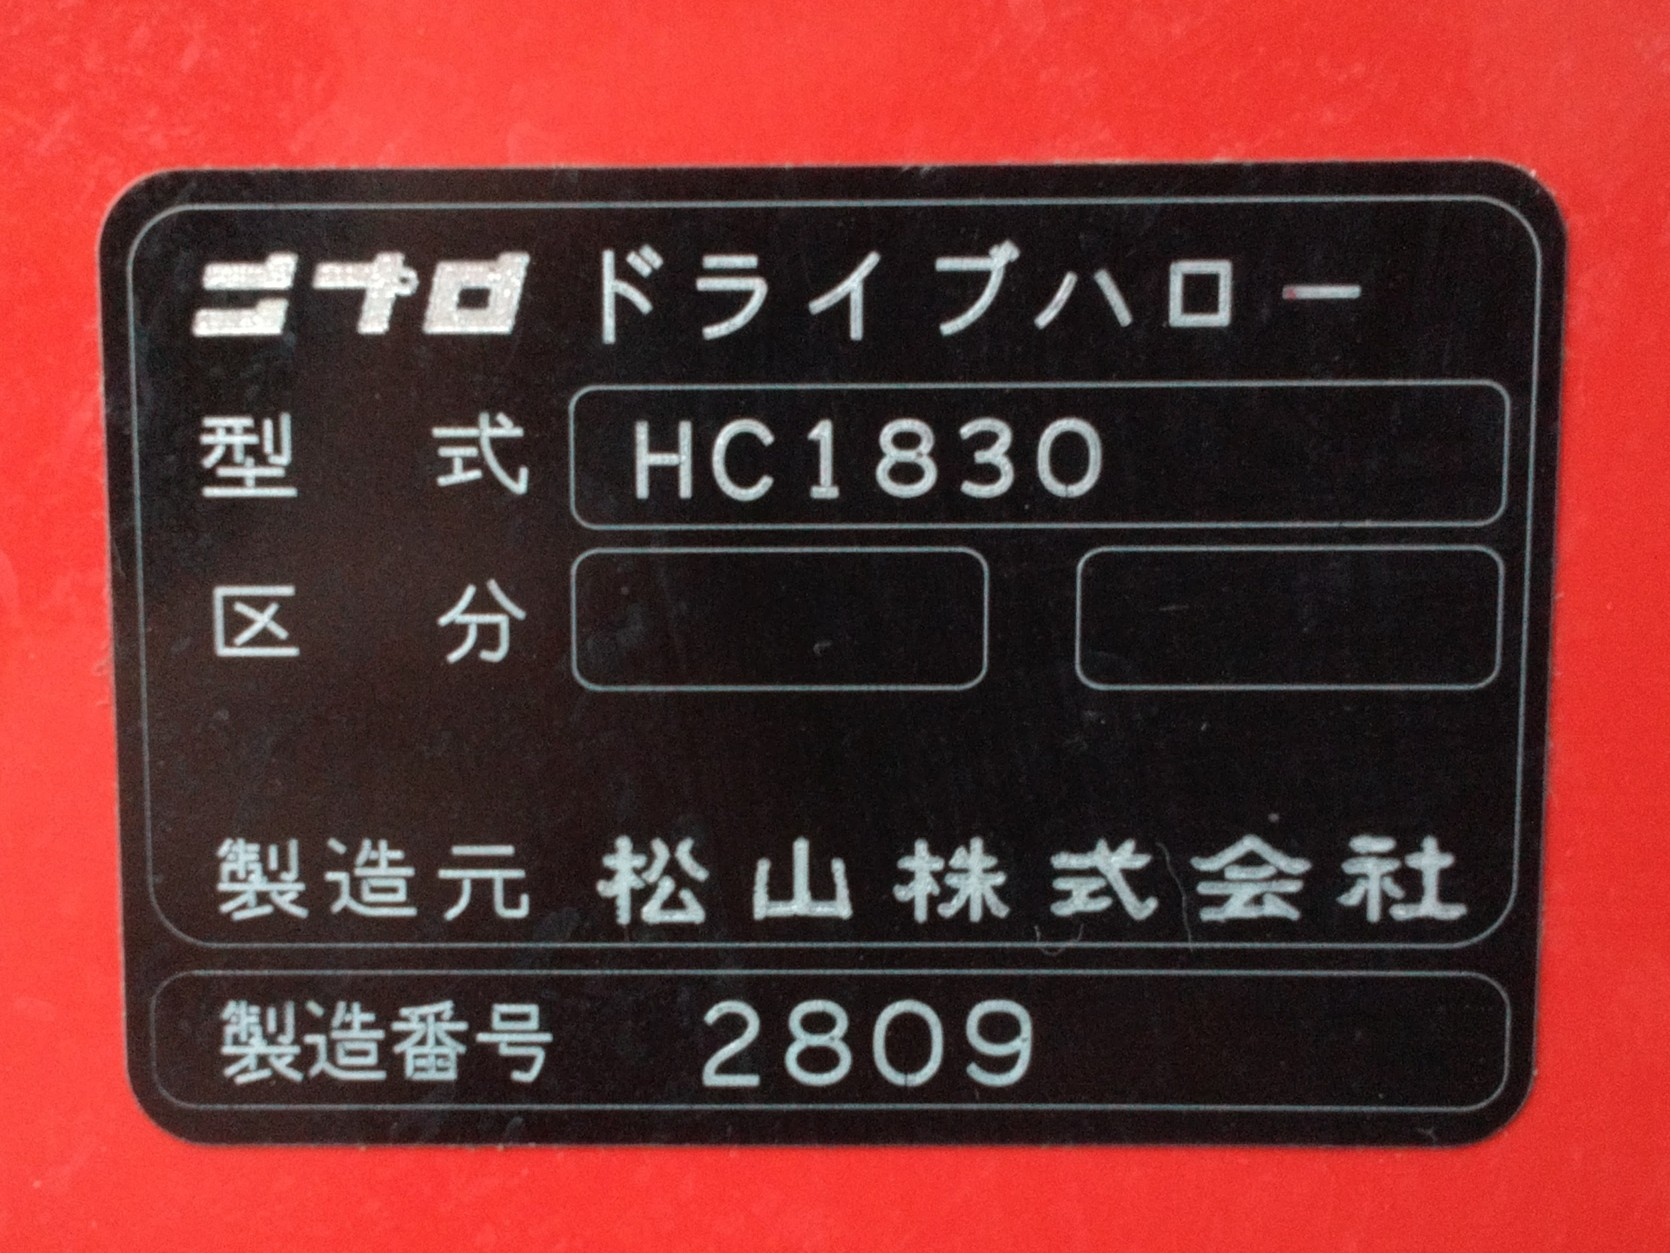 ニプロ ドライブハロー
型式 HC1830
区分
製造元 松山株式会社
製造番号 2809